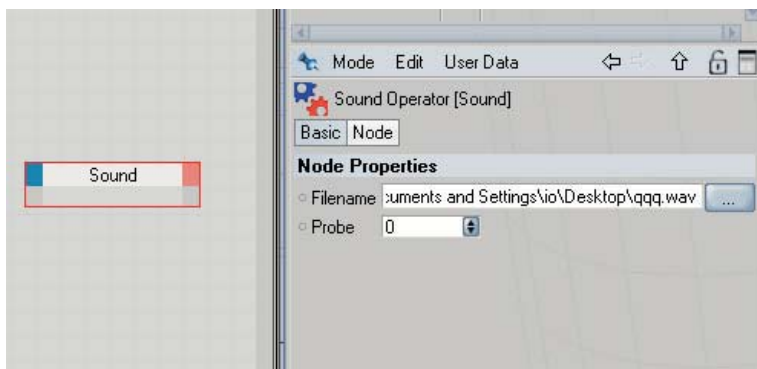 Mode Edit User Data
Sound Operator [Sound]
Basic Node
Sound
Node Properties
Filename :uments and Settings\io\Desktop\qqq.wav ...
Probe 0